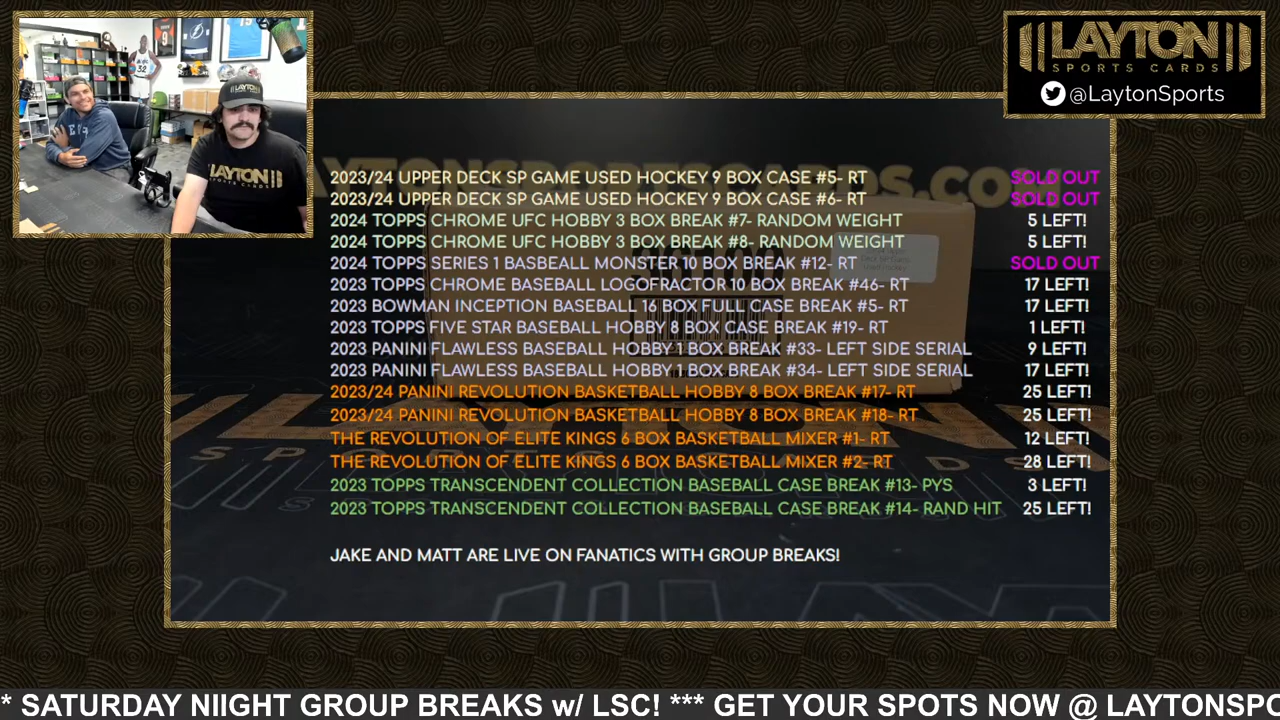 LAYTON
SPORTS CARDS
@LaytonSports
2023/24 UPPER DECK SP GAME USED HOCKEY 9 BOX CASE #5- RT SOLD OUT
2023/24 UPPER DECK SP GAME USED HOCKEY 9 BOX CASE #6- RT SOLD OUT
2024 TOPPS CHROME UFC HOBBY 3 BOX BREAK #7- RANDOM WEIGHT 5 LEFT!
2024 TOPPS CHROME UFC HOBBY 3 BOX BREAK #8- RANDOM WEIGHT 5 LEFT!
2024 TOPPS SERIES 1 BASBEALL MONSTER 10 BOX BREAK #12- RT SOLD OUT
2023 TOPPS CHROME BASEBALL LOGOFRACTOR 10 BOX BREAK #46- RT 17 LEFT!
2023 BOWMAN INCEPTION BASEBALL 16 BOX FULL CASE BREAK #5- RT 17 LEFT!
2023 TOPPS FIVE STAR BASEBALL HOBBY 8 BOX CASE BREAK #19- RT 1 LEFT!
2023 PANINI FLAWLESS BASEBALL HOBBY 1 BOX BREAK #33- LEFT SIDE SERIAL 9 LEFT!
2023 PANINI FLAWLESS BASEBALL HOBBY 1 BOX BREAK #34- LEFT SIDE SERIAL 17 LEFT!
2023/24 PANINI REVOLUTION BASKETBALL HOBBY 8 BOX BREAK #17- RT 25 LEFT!
2023/24 PANINI REVOLUTION BASKETBALL HOBBY 8 BOX BREAK #18- RT 25 LEFT!
THE REVOLUTION OF ELITE KINGS 6 BOX BASKETBALL MIXER #1- RT 12 LEFT!
THE REVOLUTION OF ELITE KINGS 6 BOX BASKETBALL MIXER #2- RT 28 LEFT!
2023 TOPPS TRANSCENDENT COLLECTION BASEBALL CASE BREAK #13- PYS 3 LEFT!
2023 TOPPS TRANSCENDENT COLLECTION BASEBALL CASE BREAK #14- RAND HIT 25 LEFT!
JAKE AND MATT ARE LIVE ON FANATICS WITH GROUP BREAKS!
* SATURDAY NIIGHT GROUP BREAKS w/ LSC! *** GET YOUR SPOTS NOW @ LAYTONSPO